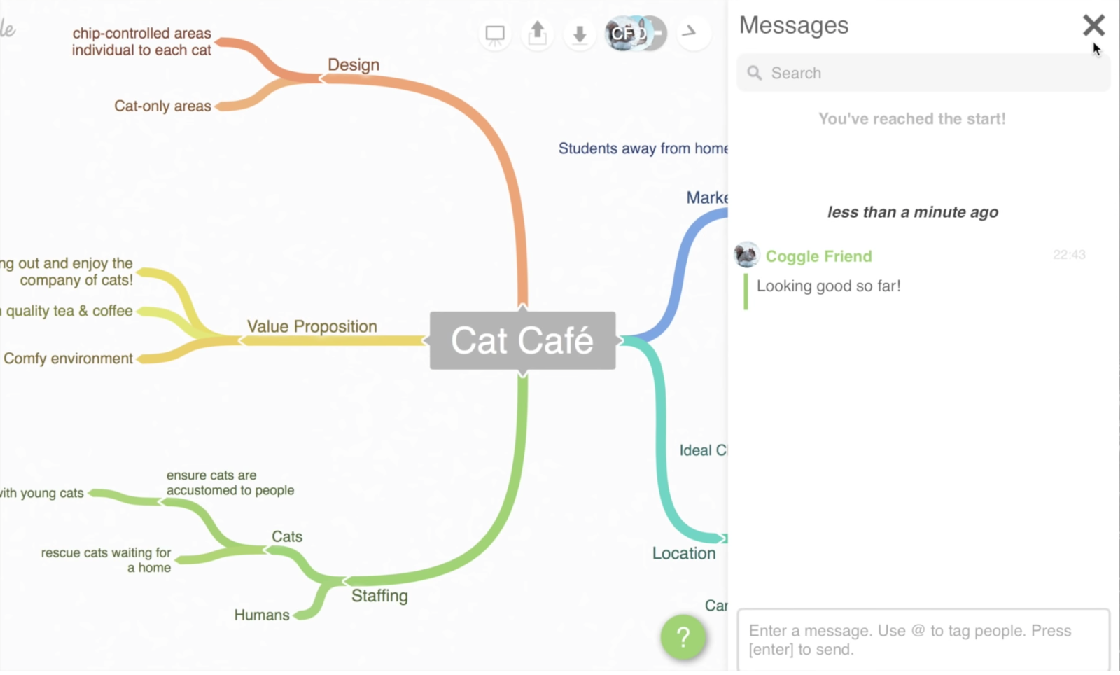 chip-controlled areas
individual to each cat
Design
Cat-only areas
Students away from home
ng out and enjoy the
company of cats!
quality tea & coffee
Value Proposition
Comfy environment
Cat Café
ensure cats are
accustomed to people
with young cats
Cats
rescue cats waiting for
a home
Humans
Staffing
Ideal
Location
?
Messages
Search
You've reached the start!
less than a minute ago
Coggle Friend
22:43
Looking good so far!
Enter a message. Use @ to tag people. Press
[enter] to send.